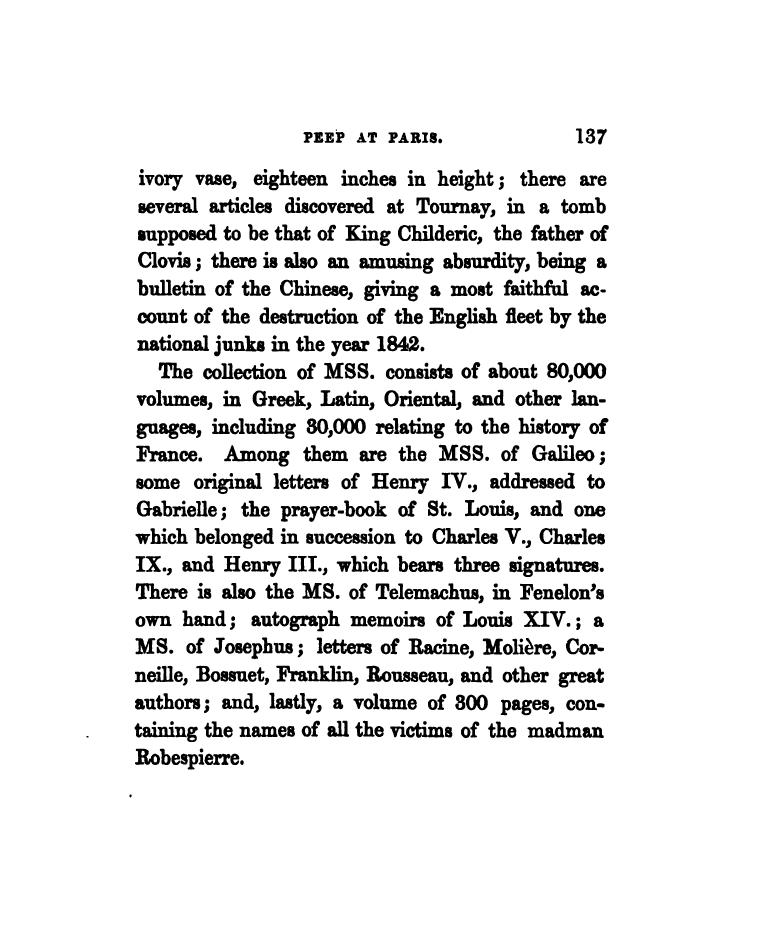 PEEP AT PARIS. 137
ivory vase, eighteen inches in height; there are
several articles discovered at Tournay, in a tomb
supposed to be that of King Childeric, the father of
Clovis; there is also an amusing absurdity, being a
bulletin of the Chinese, giving a most faithful ac-
count of the destruction of the English fleet by the
national junks in the year 1842.
The collection of MSS. consists of about 80,000
volumes, in Greek, Latin, Oriental, and other lan-
guages, including 30,000 relating to the history of
France. Among them are the MSS. of Galileo;
some original letters of Henry IV., addressed to
Gabrielle; the prayer-book of St. Louis, and one
which belonged in succession to Charles V., Charles
IX., and Henry III., which bears three signatures.
There is also the MS. of Telemachus, in Fenelon's
own hand; autograph memoirs of Louis XIV.; a
MS. of Josephus; letters of Racine, Molière, Cor-
neille, Bossuet, Franklin, Rousseau, and other great
authors; and, lastly, a volume of 300 pages, con-
taining the names of all the victims of the madman
Robespierre.